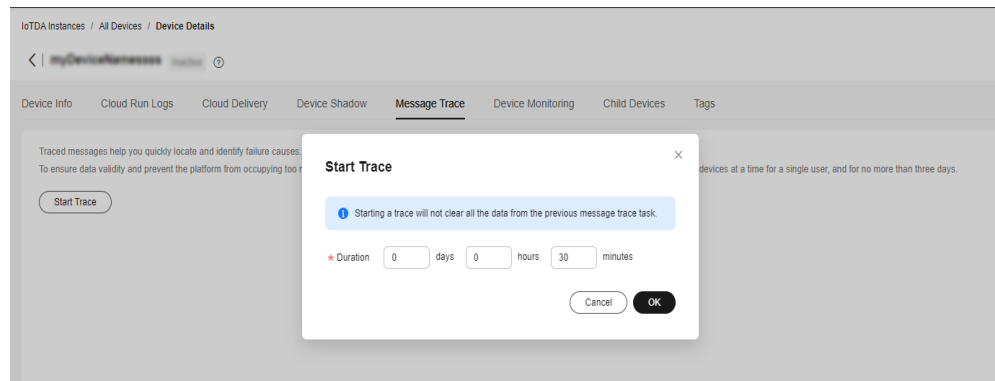 IoTDA Instances / All Devices / Device Details
Device Info Cloud Run Logs Cloud Delivery Device Shadow Message Trace Device Monitoring Child Devices Tags
Traced messages help you quickly locate and identify failure causes.
To ensure data validity and prevent the platform from occupying too devices at a time for a single user, and for no more than three days.
Start Trace
Start Trace
Starting a trace will not clear all the data from the previous message trace task.
* Duration 0 days 0 hours 30 minutes
Cancel OK